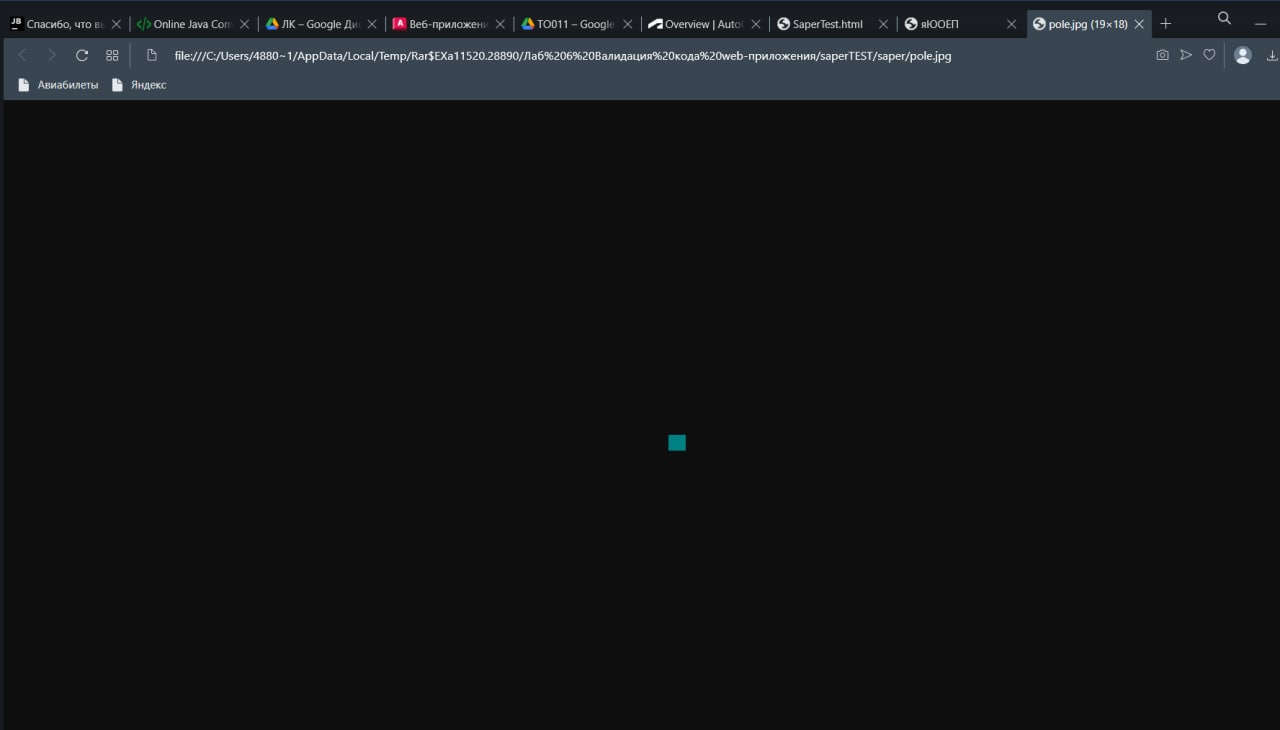 JB Спасибо, что вы
Online Java Com
ЛК – Google Дис
A Веб-приложени
ТО011 – Google
Overview | Auto
SaperTest.html
яЮОЕП
pole.jpg (19×18)
file:///C:/Users/4880~1/AppData/Local/Temp/Rar$EXa11520.28890//Лаб%206%20Валидация%20кода%20web-приложения/saperTEST/saper/pole.jpg
Авиабилеты
Яндекс